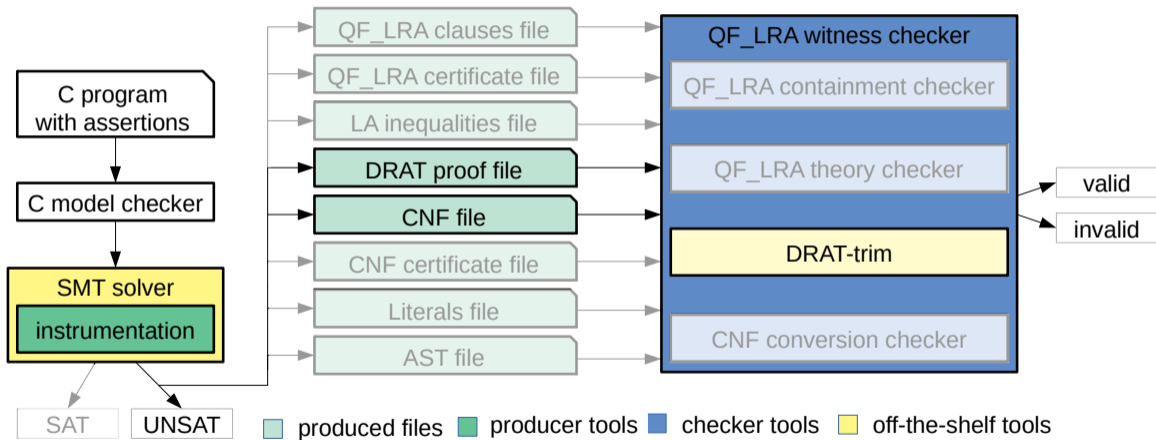 C program
with assertions
C model checker
SMT solver
instrumentation
SAT
UNSAT
QF_LRA clauses file
QF_LRA certificate file
LA inequalities file
DRAT proof file
CNF file
CNF certificate file
Literals file
AST file
QF_LRA witness checker
QF_LRA containment checker
QF_LRA theory checker
DRAT-trim
CNF conversion checker
valid
invalid
produced files
producer tools
checker tools
off-the-shelf tools